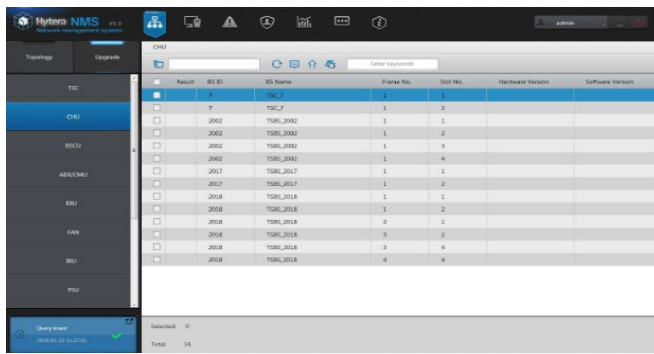 Hytera NMS V6.0
Network management system
admin
Topology Upgrade
CHU
Enter keywords
Result BS ID BS Name Frame No. Slot No. Hardware Version Software Version
7 TSC_7 1 1
7 TSC_7 1 2
2002 TSBS_2002 1 1
2002 TSBS_2002 1 2
2002 TSBS_2002 1 3
2002 TSBS_2002 1 4
2017 TSBS_2017 1 1
2017 TSBS_2017 1 2
2018 TSBS_2018 1 1
2018 TSBS_2018 1 2
2018 TSBS_2018 2 1
2018 TSBS_2018 3 2
2018 TSBS_2018 3 4
2018 TSBS_2018 4 4
TSC
CHU
BSCU
FAN
PSU
Query board
Selected: 0
Total: 14